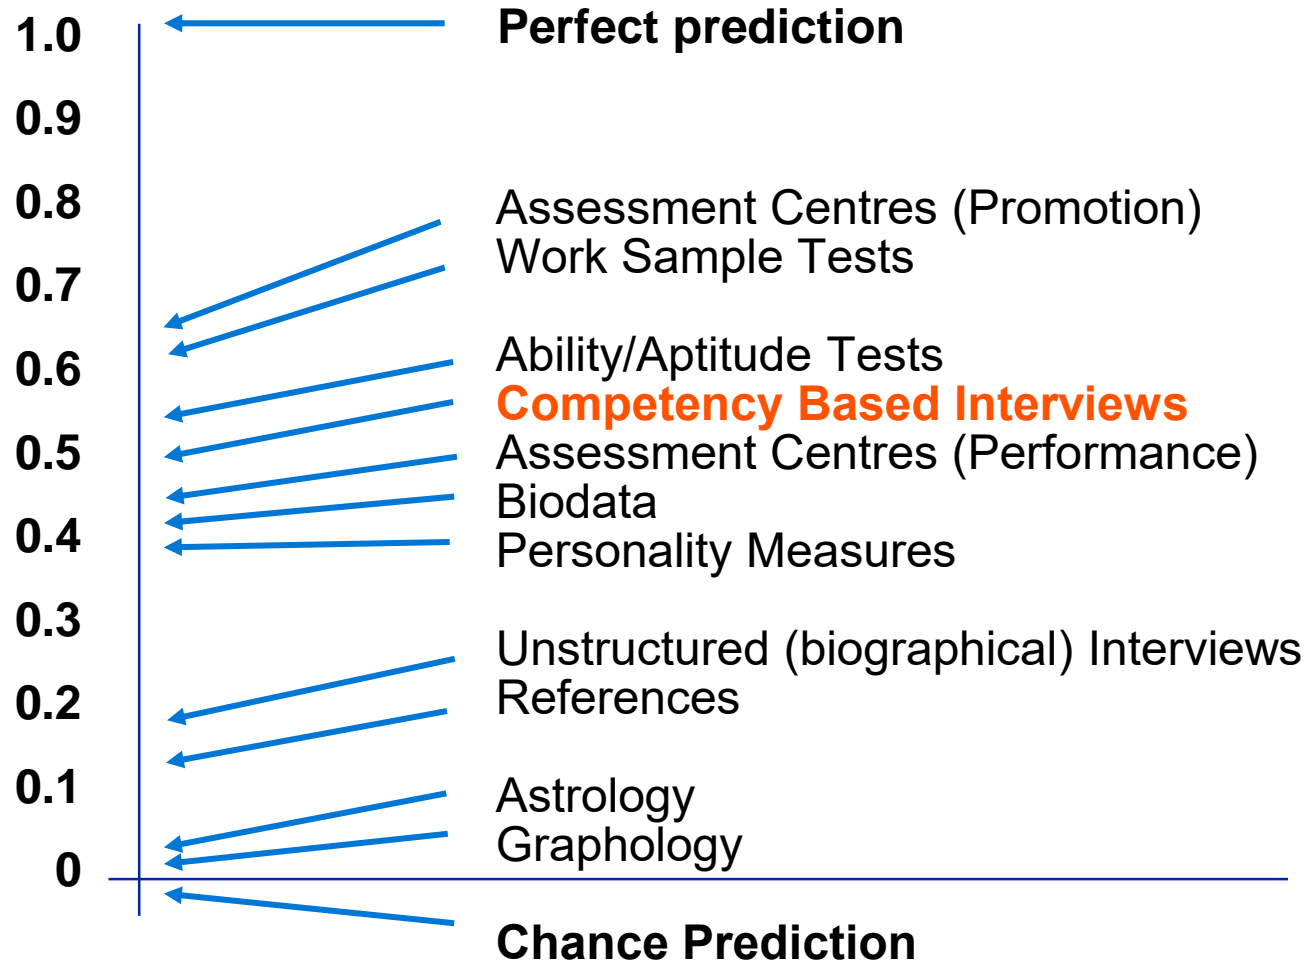 1.0 Perfect prediction
0.9
0.8 Assessment Centres (Promotion)
Work Sample Tests
0.7
0.6 Ability/Aptitude Tests
Competency Based Interviews
0.5 Assessment Centres (Performance)
Biodata
0.4 Personality Measures
0.3
Unstructured (biographical) Interviews
0.2 References
0.1 Astrology
Graphology
0
Chance Prediction